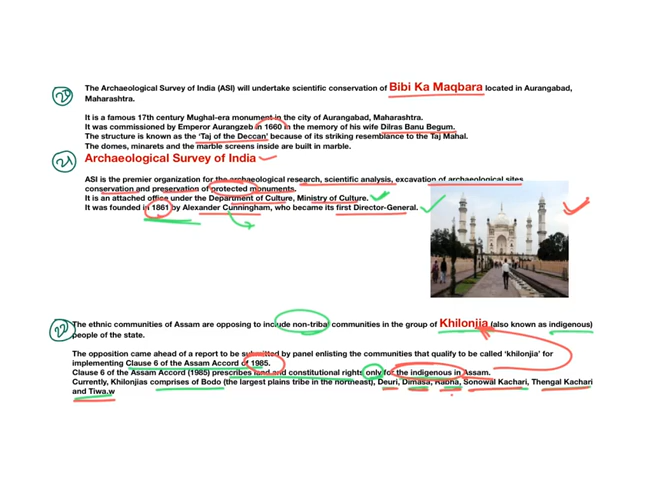 The Archaeological Survey of India (ASI) will undertake scientific conservation of Bibi Ka Maqbara located in Aurangabad,
Maharashtra.
It is a famous 17th century Mughal-era monument in the city of Aurangabad, Maharashtra.
It was commissioned by Emperor Aurangzeb in 1660 in the memory of his wife Dilras Banu Begum.
The structure is known as the 'Taj of the Deccan' because of its striking resemblance to the Taj Mahal.
The domes, minarets and the marble screens inside are built in marble.
Archaeological Survey of India
ASI is the premier organization for the archaeological research, scientific analysis, excavation of archaeological sites
conservation and preservation of protected monuments.
It is an attached office under the Department of Culture, Ministry of Culture.
It was founded in 1861 by Alexander Cunningham, who became its first Director-General.
The ethnic communities of Assam are opposing to include non-tribal communities in the group of Khilonjia (also known as indigenous)
people of the state.
The opposition came ahead of a report to be submitted by panel enlisting the communities that qualify to be called 'khilonjia' for
implementing Clause 6 of the Assam Accord of 1985.
Clause 6 of the Assam Accord (1985) prescribes land and constitutional rights only for the indigenous in Assam.
Currently, Khilonjias comprises of Bodo (the largest plains tribe in the northeast), Deuri, Dimasa, Rabha, Sonowal Kachari, Thengal Kachari
and Tiwa.w